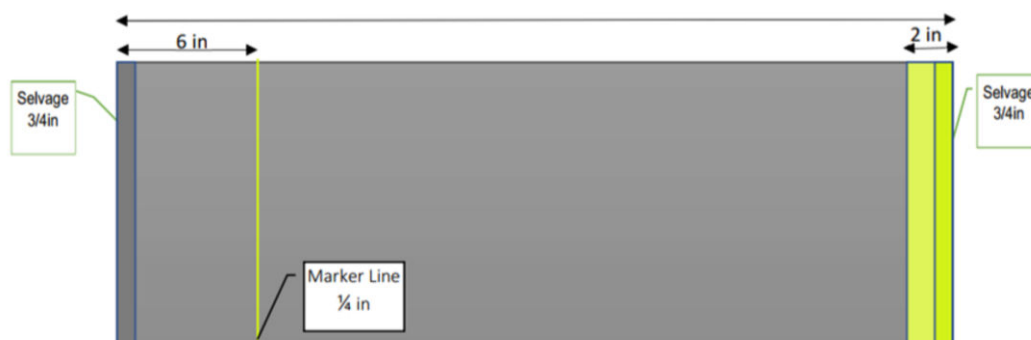 6 in
2 in
Selvage
3/4in
Selvage
3/4in
Marker Line
¼ in